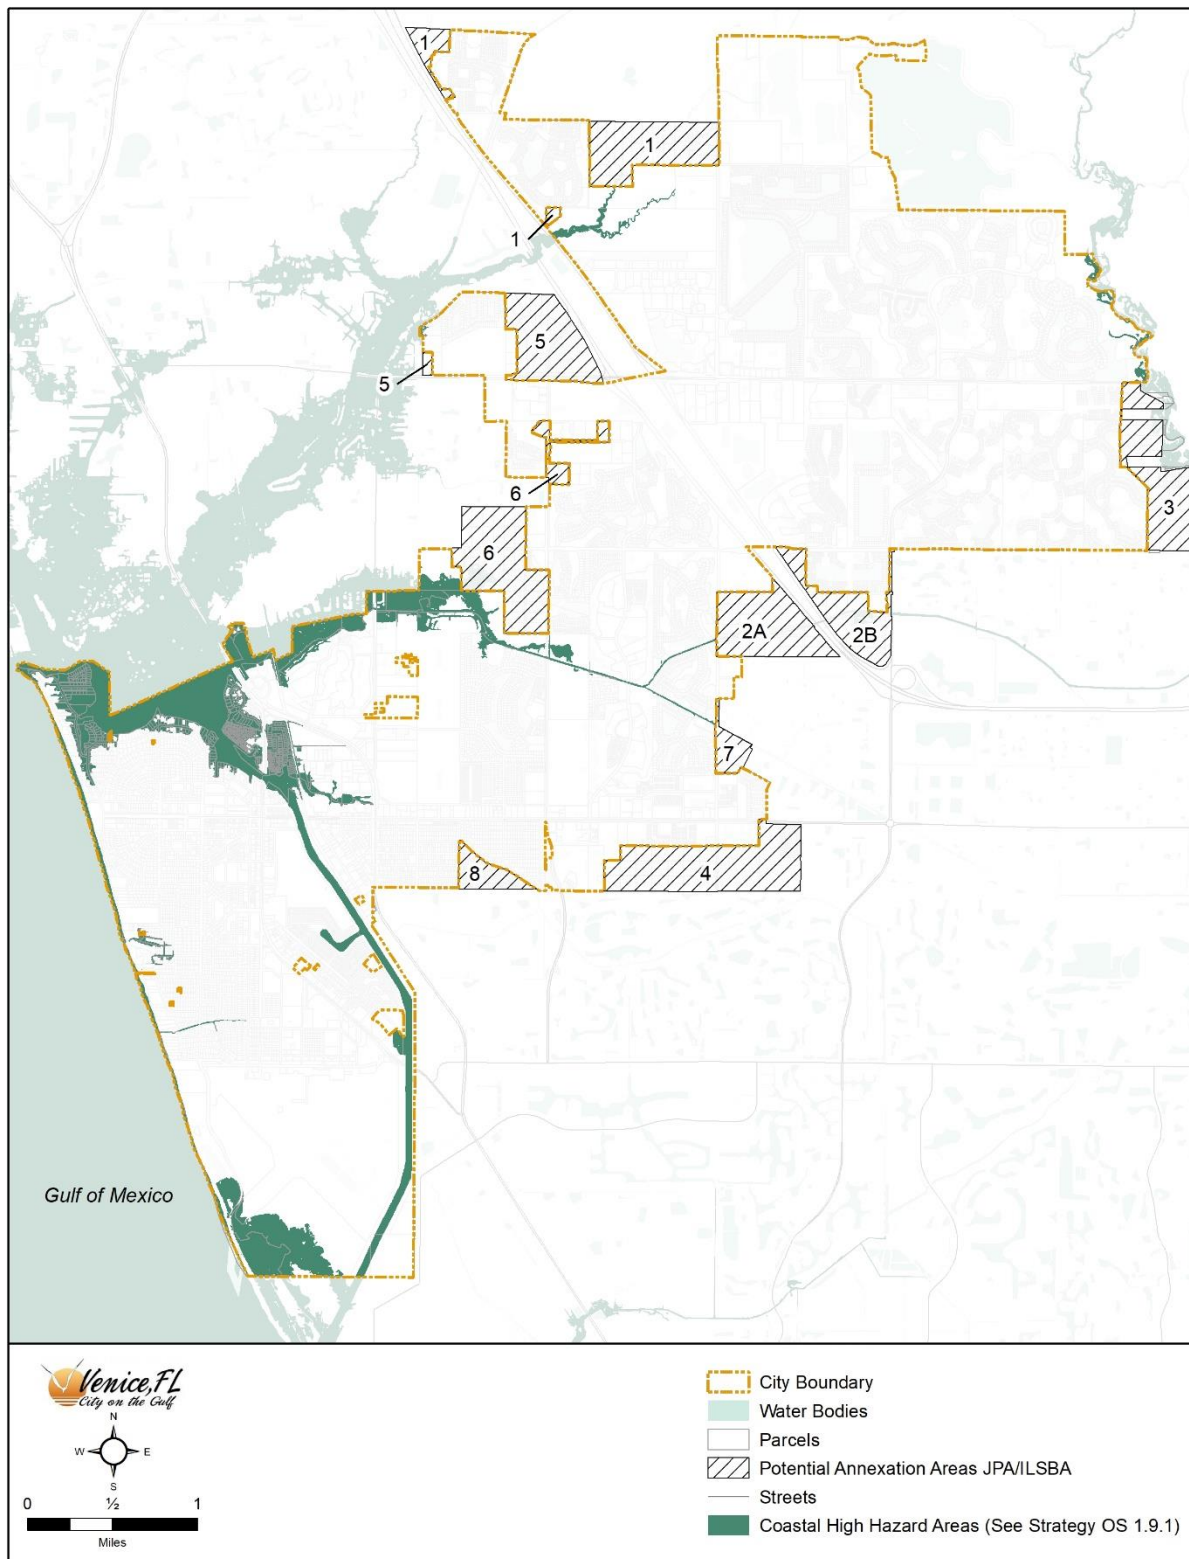 1
1
1
5
5
6
3
6
2A
2B
7
8
4
Gulf of Mexico
Venice, FL
City on the Gulf
N
W E
S
0 ½ 1
Miles
City Boundary
Water Bodies
Parcels
Potential Annexation Areas JPA/ILSBA
Streets
Coastal High Hazard Areas (See Strategy OS 1.9.1)